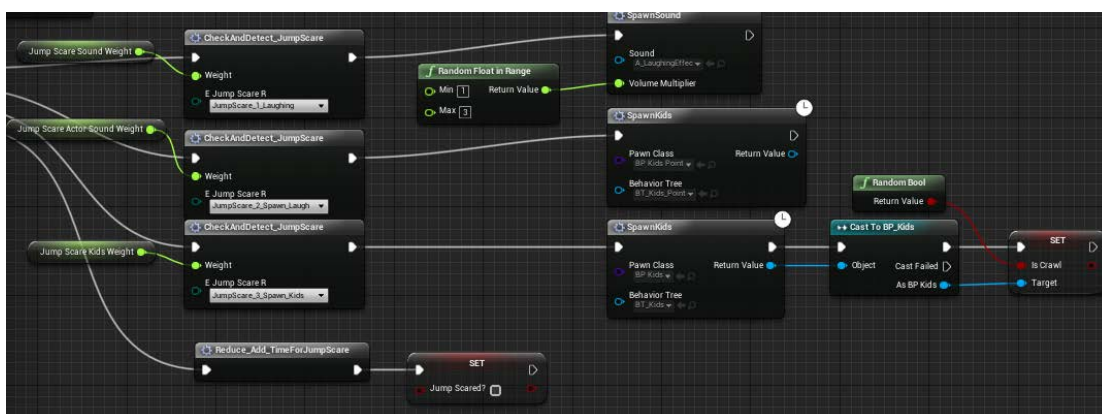 SpawnSound
Jump Scare Sound Weight
CheckAndDetect_JumpScare
Weight
E Jump Scare R
JumpScare_1_Laughing
Random Float in Range
Min 1
Return Value
Max 3
Sound
A_LaughingEffec
Volume Multiplier
Jump Scare Actor Sound Weight
CheckAndDetect_JumpScare
Weight
E Jump Scare R
JumpScare_2_Spawn_Laugh
SpawnKids
Pawn Class
Return Value
BP Kids Point
Behavior Tree
BT_Kids_Point
Jump Scare Kids Weight
CheckAndDetect_JumpScare
Weight
E Jump Scare R
JumpScare_3_Spawn_Kids
SpawnKids
Pawn Class
Return Value
BP Kids
Behavior Tree
BT_Kids
Random Bool
Return Value
Cast To BP_Kids
Object
Cast Failed
As BP Kids
SET
Is Crawl
Target
Reduce_Add_TimeForJumpScare
SET
Jump Scared?